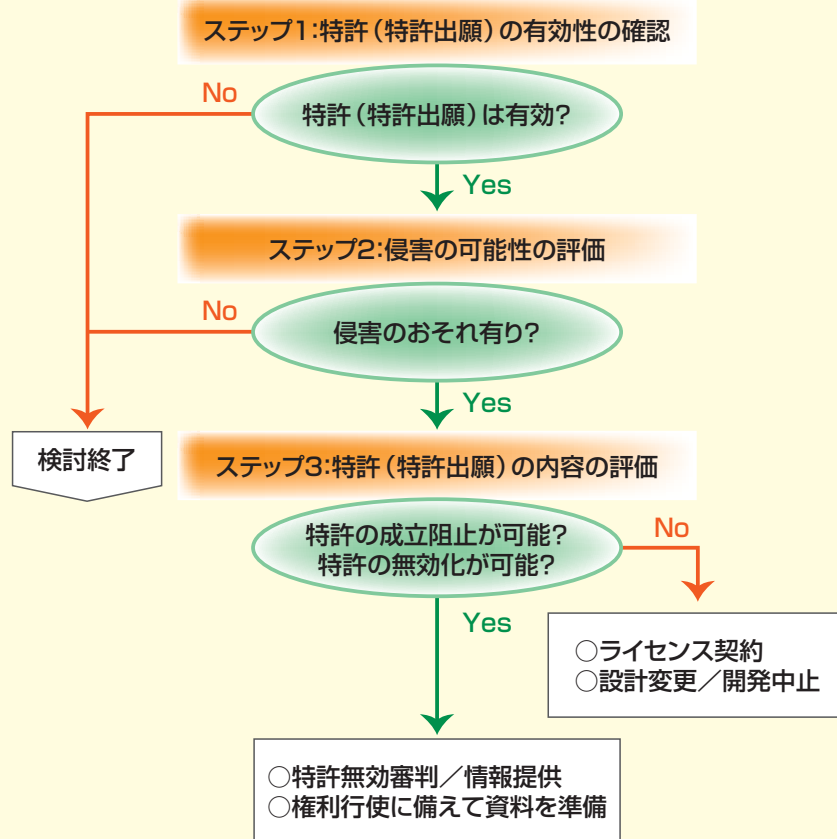 ステップ1:特許(特許出願)の有効性の確認
No
特許(特許出願)は有効?
Yes
ステップ2:侵害の可能性の評価
No
侵害のおそれ有り?
Yes
検討終了
ステップ3:特許(特許出願)の内容の評価
特許の成立阻止が可能?
特許の無効化が可能?
No
Yes
○ライセンス契約
○設計変更/開発中止
○特許無効審判/情報提供
○権利行使に備えて資料を準備